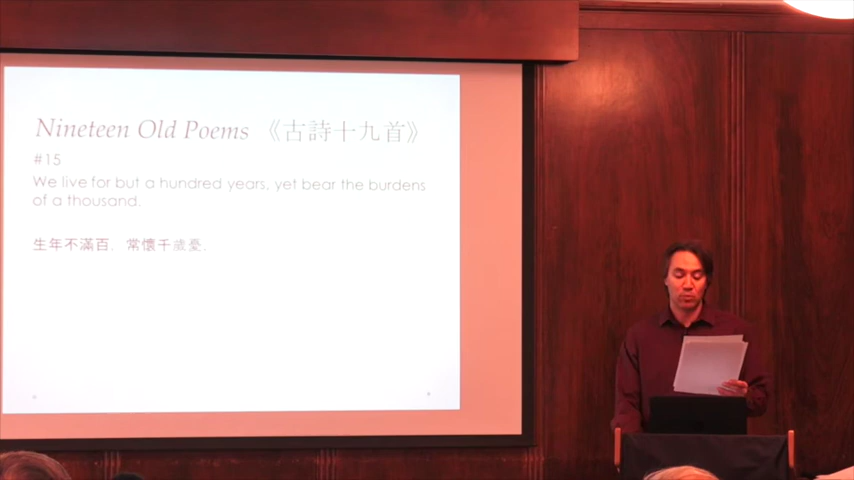 Nineteen Old Poems 《古詩十九首》
#15
We live for but a hundred years, yet bear the burdens
of a thousand.
生年不滿百，常懷千歲憂。